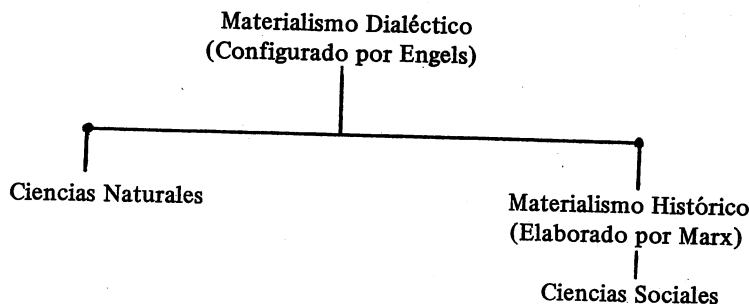 Materialismo Dialéctico
(Configurado por Engels)
Ciencias Naturales
Materialismo Histórico
(Elaborado por Marx)
Ciencias Sociales